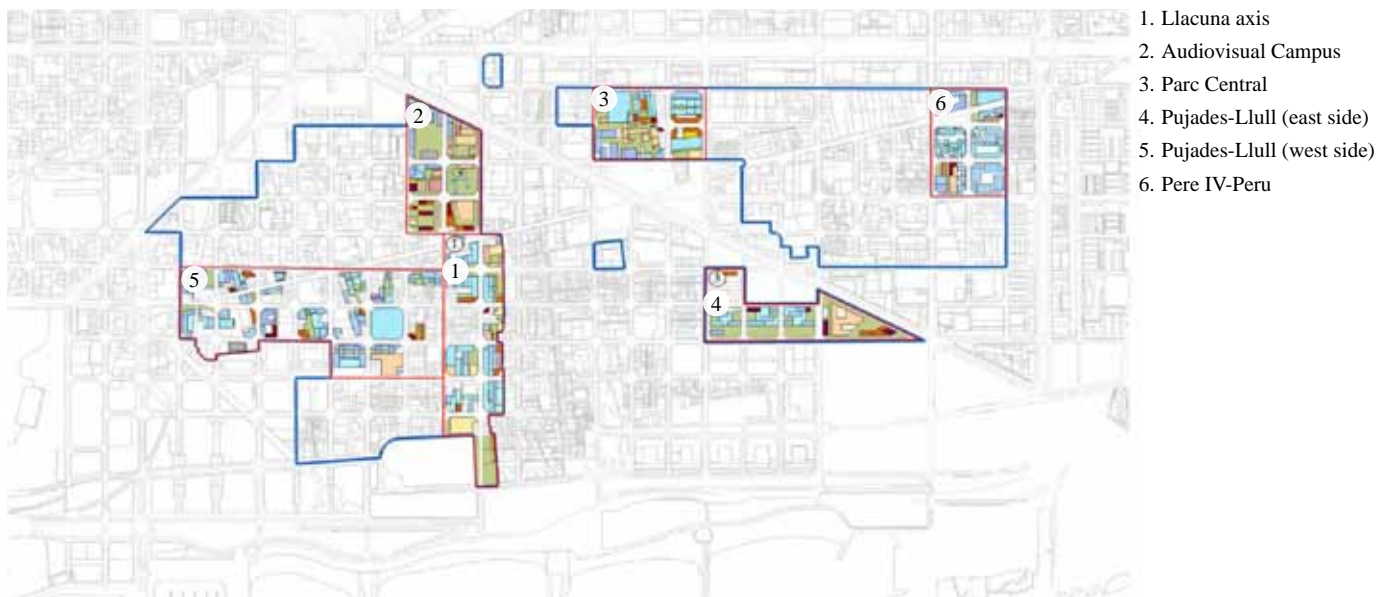 1. Llacuna axis
2. Audiovisual Campus
3. Parc Central
4. Pujades-Llull (east side)
5. Pujades-Llull (west side)
6. Pere IV-Peru
2
3
6
1
1
5
4